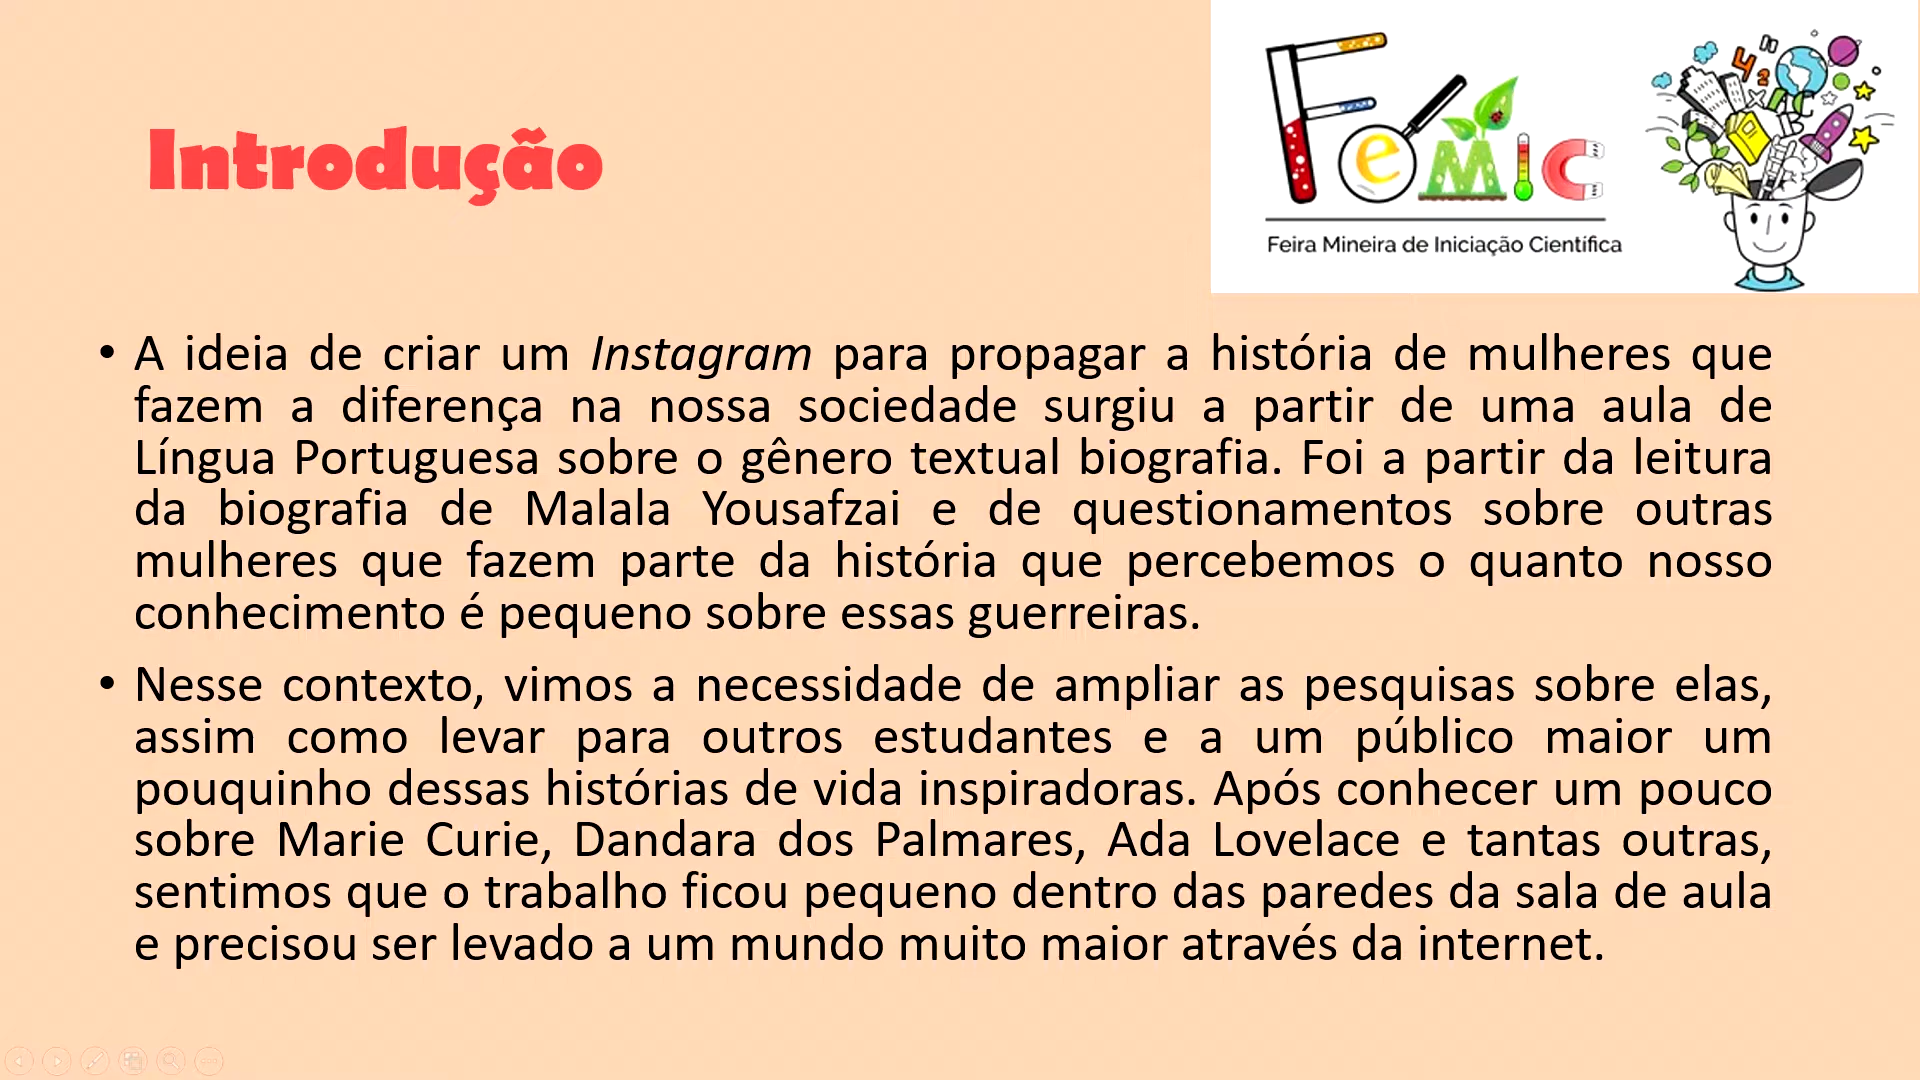 Introdução
Femic
Feira Mineira de Iniciação Científica
• A ideia de criar um Instagram para propagar a história de mulheres que
fazem a diferença na nossa sociedade surgiu a partir de uma aula de
Língua Portuguesa sobre o gênero textual biografia. Foi a partir da leitura
da biografia de Malala Yousafzai e de questionamentos sobre outras
mulheres que fazem parte da história que percebemos o quanto nosso
conhecimento é pequeno sobre essas guerreiras.
• Nesse contexto, vimos a necessidade de ampliar as pesquisas sobre elas,
assim como levar para outros estudantes e a um público maior um
pouquinho dessas histórias de vida inspiradoras. Após conhecer um pouco
sobre Marie Curie, Dandara dos Palmares, Ada Lovelace e tantas outras,
sentimos que o trabalho ficou pequeno dentro das paredes da sala de aula
e precisou ser levado a um mundo muito maior através da internet.